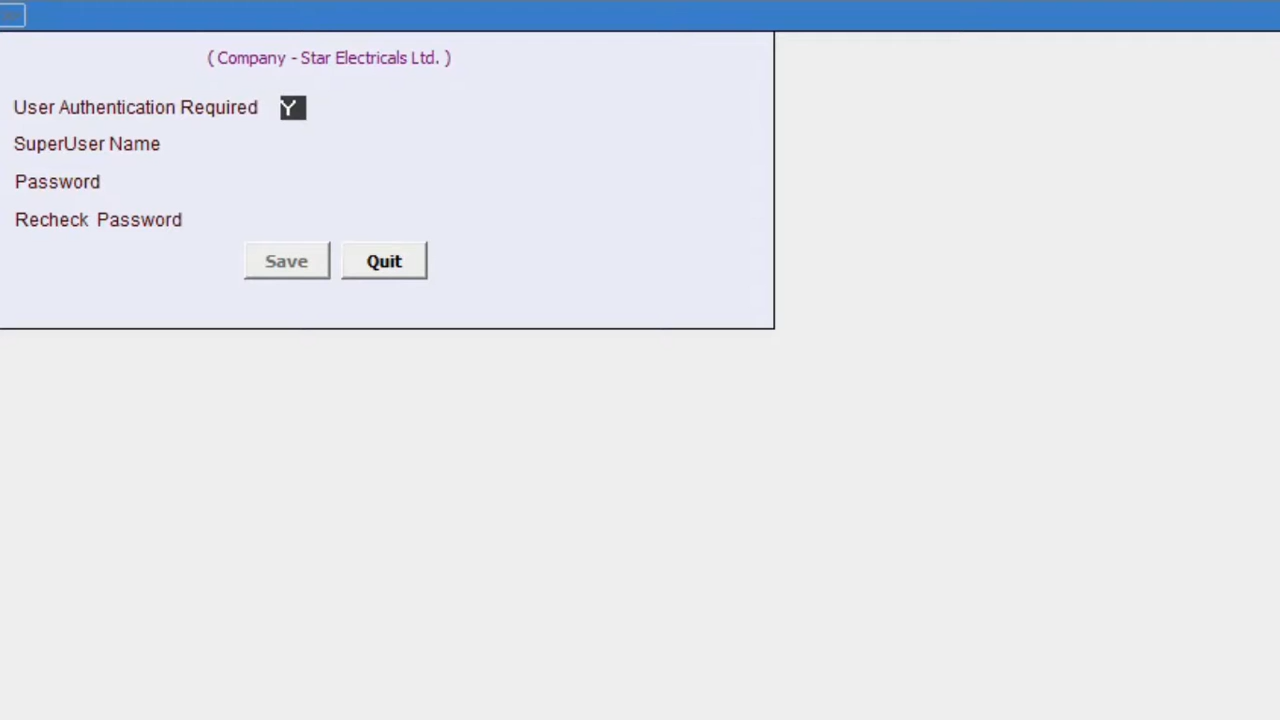 ( Company - Star Electricals Ltd. )
User Authentication Required Y
SuperUser Name
Password
Recheck Password
Save Quit